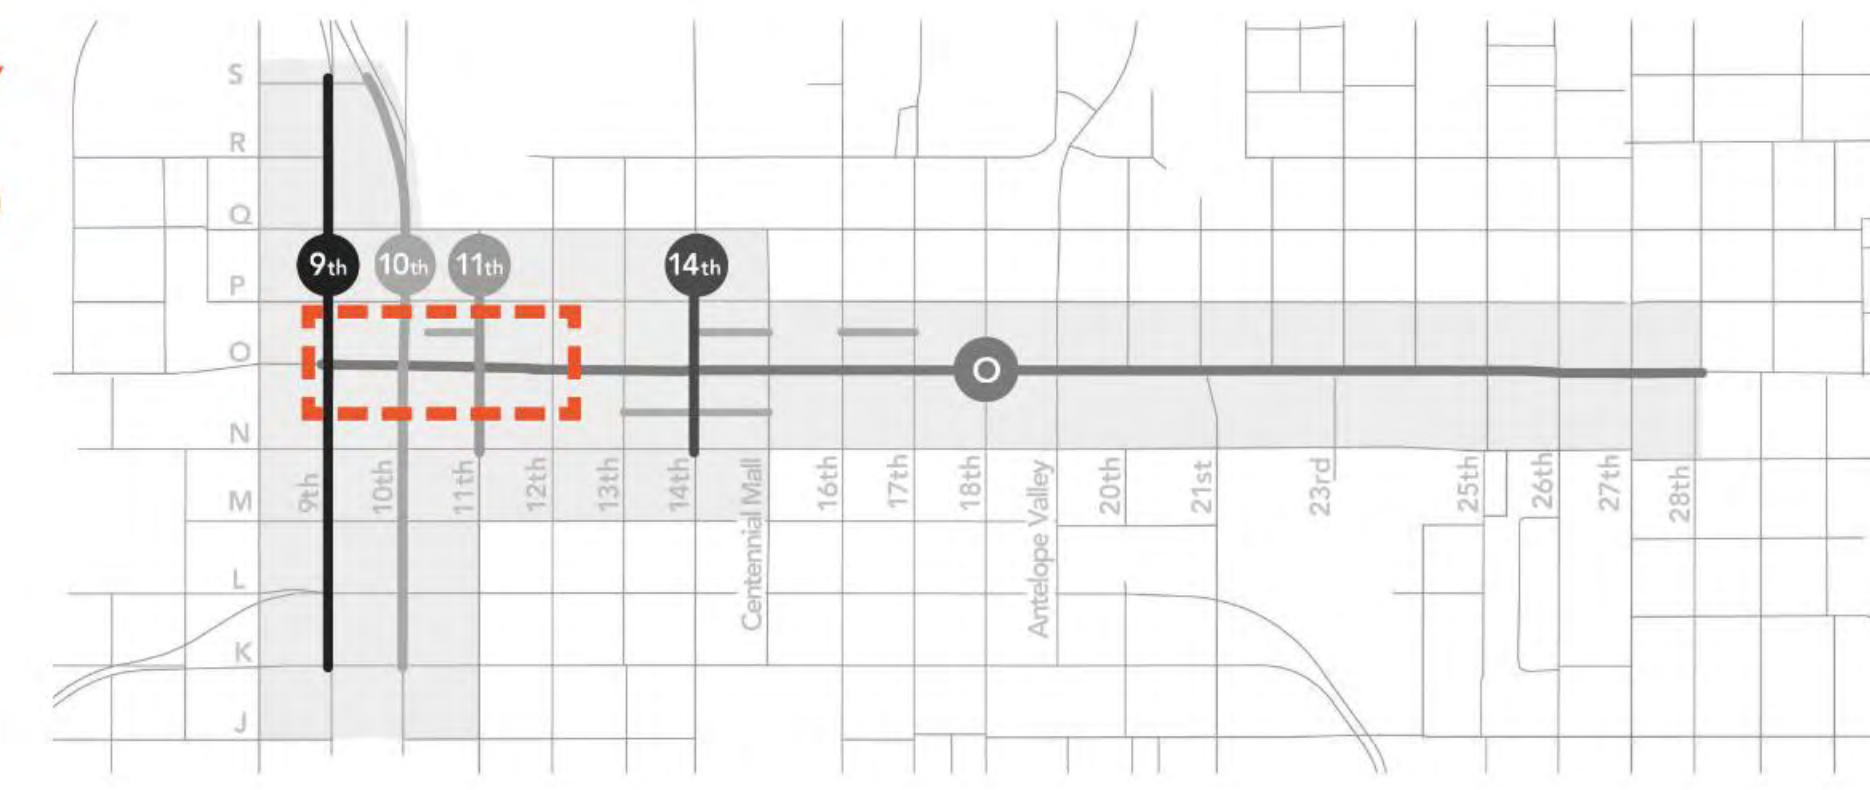 S
R
Q
P
O
N
M
L
K
J
9th
10th
11th
14th
O
9th
10th
11th
12th
13th
14th
Centennial Mall
16th
17th
18th
Antelope Valley
20th
21st
23rd
25th
26th
27th
28th